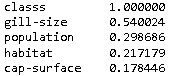 classs 1.000000
gill-size 0.540024
population 0.298686
habitat 0.217179
cap-surface 0.178446